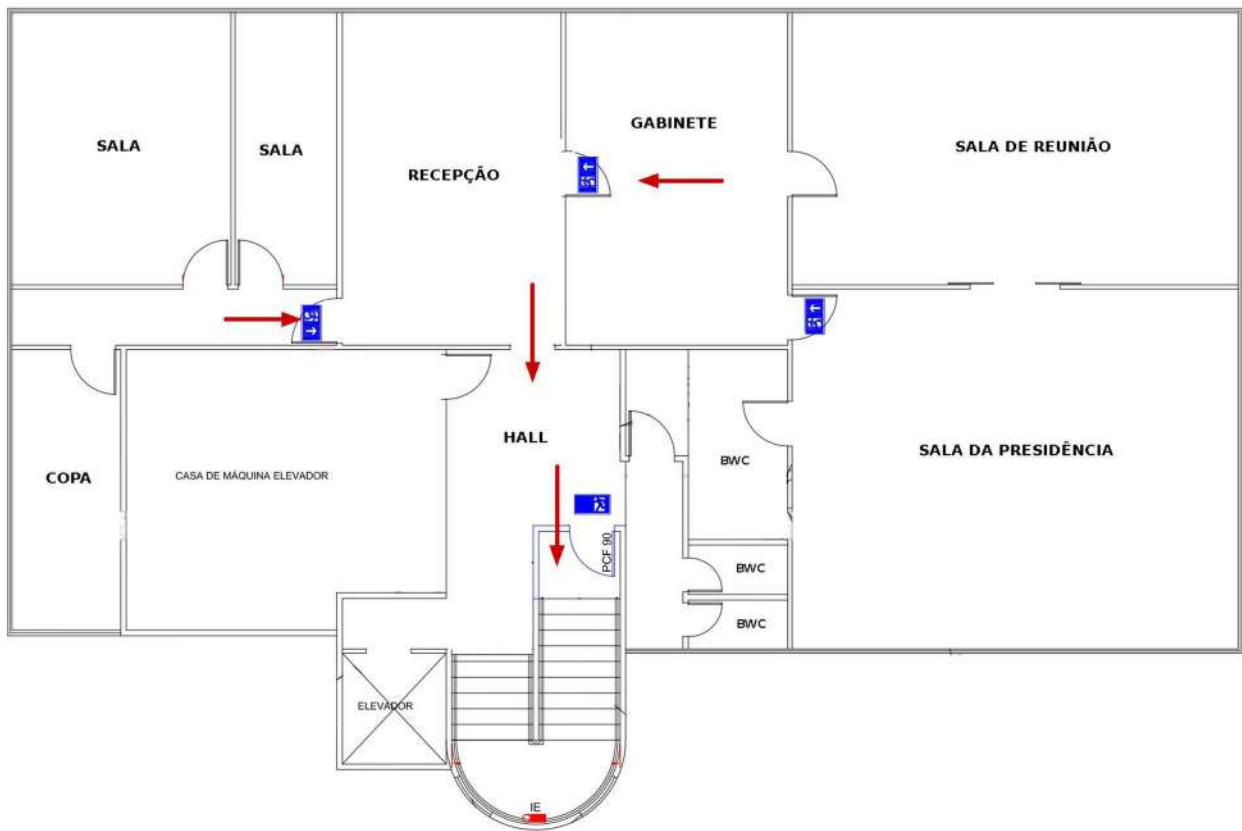 SALA
SALA
RECEPÇÃO
GABINETE
SALA DE REUNIÃO
HALL
COPA
CASA DE MÁQUINA ELEVADOR
BWC
SALA DA PRESIDÊNCIA
PCF 90
BWC
BWC
ELEVADOR
IE